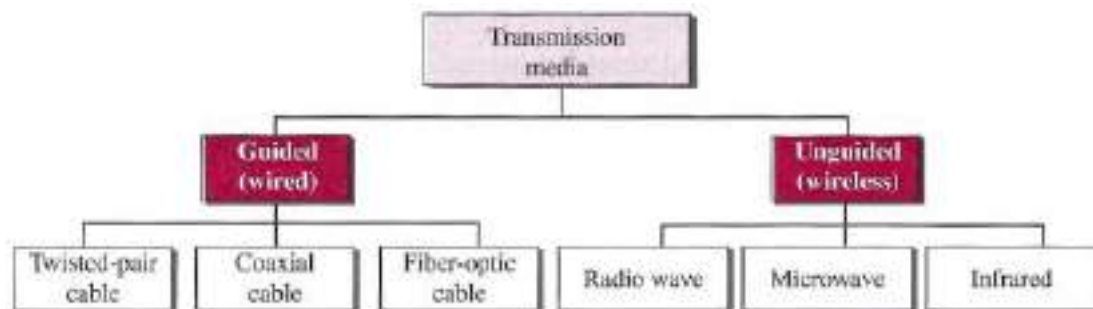 Transmission
media
Guided
(wired)
Unguided
(wireless)
Twisted-pair
cable
Coaxial
cable
Fiber-optic
cable
Radio wave
Microwave
Infrared